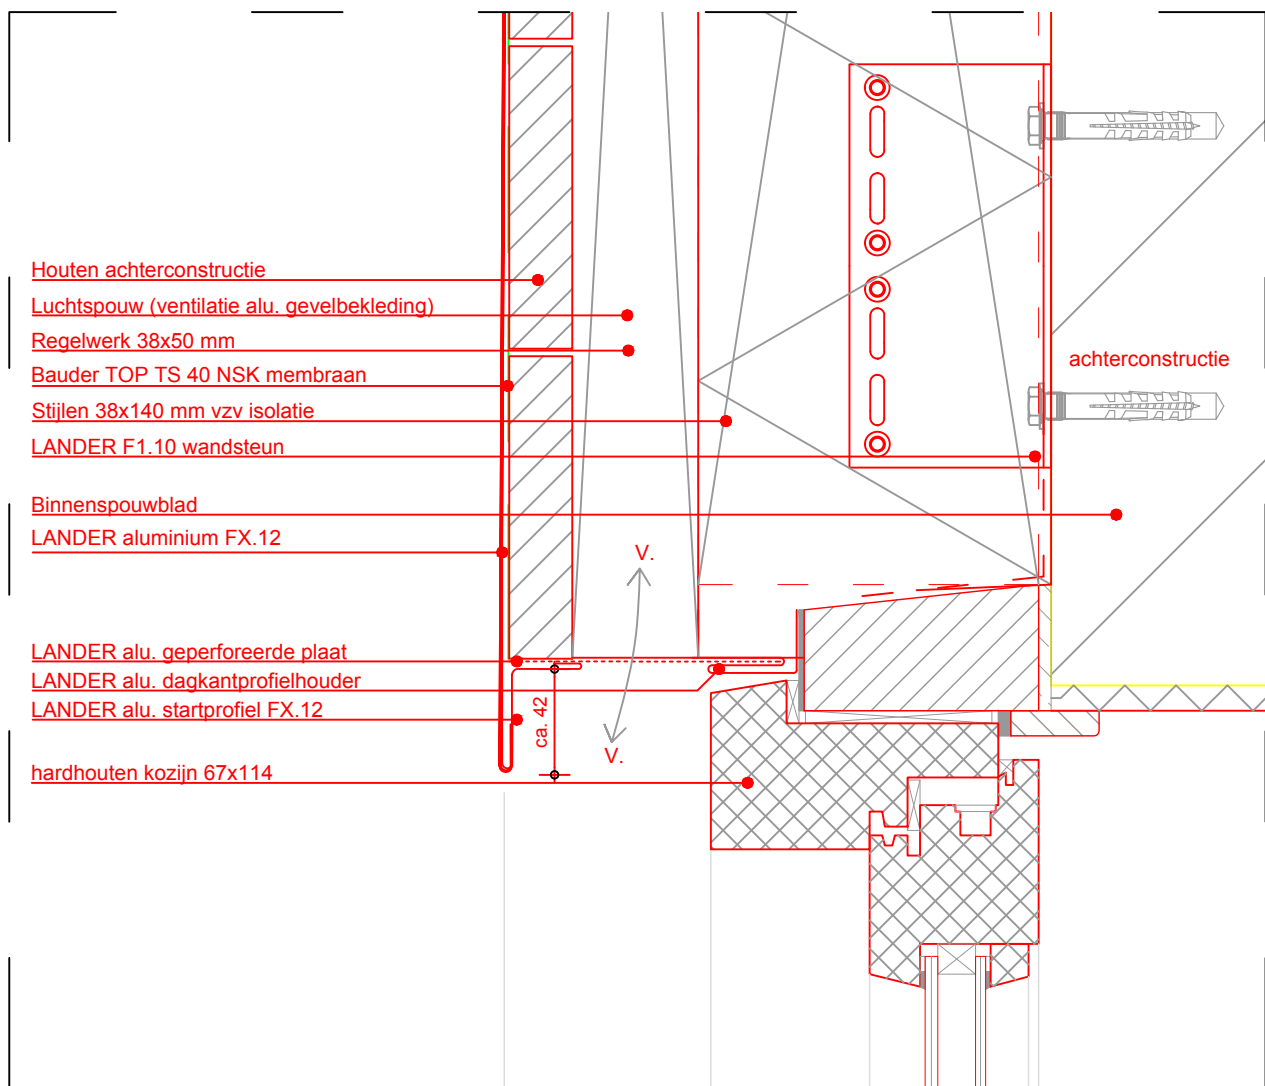 Houten achterconstructie
Luchtspouw (ventilatie alu. gevelbekleding)
Regelwerk 38x50 mm
Bauder TOP TS 40 NSK membraan
Stijlen 38x140 mm vzv isolatie
LANDER F1.10 wandsteun
Binnenspouwblad
LANDER aluminium FX.12
LANDER alu. geperforeerde plaat
LANDER alu. dagkantprofielhouder
LANDER alu. startprofiel FX.12
hardhouten kozijn 67x114
achterconstructie
V.
V.
ca. 42